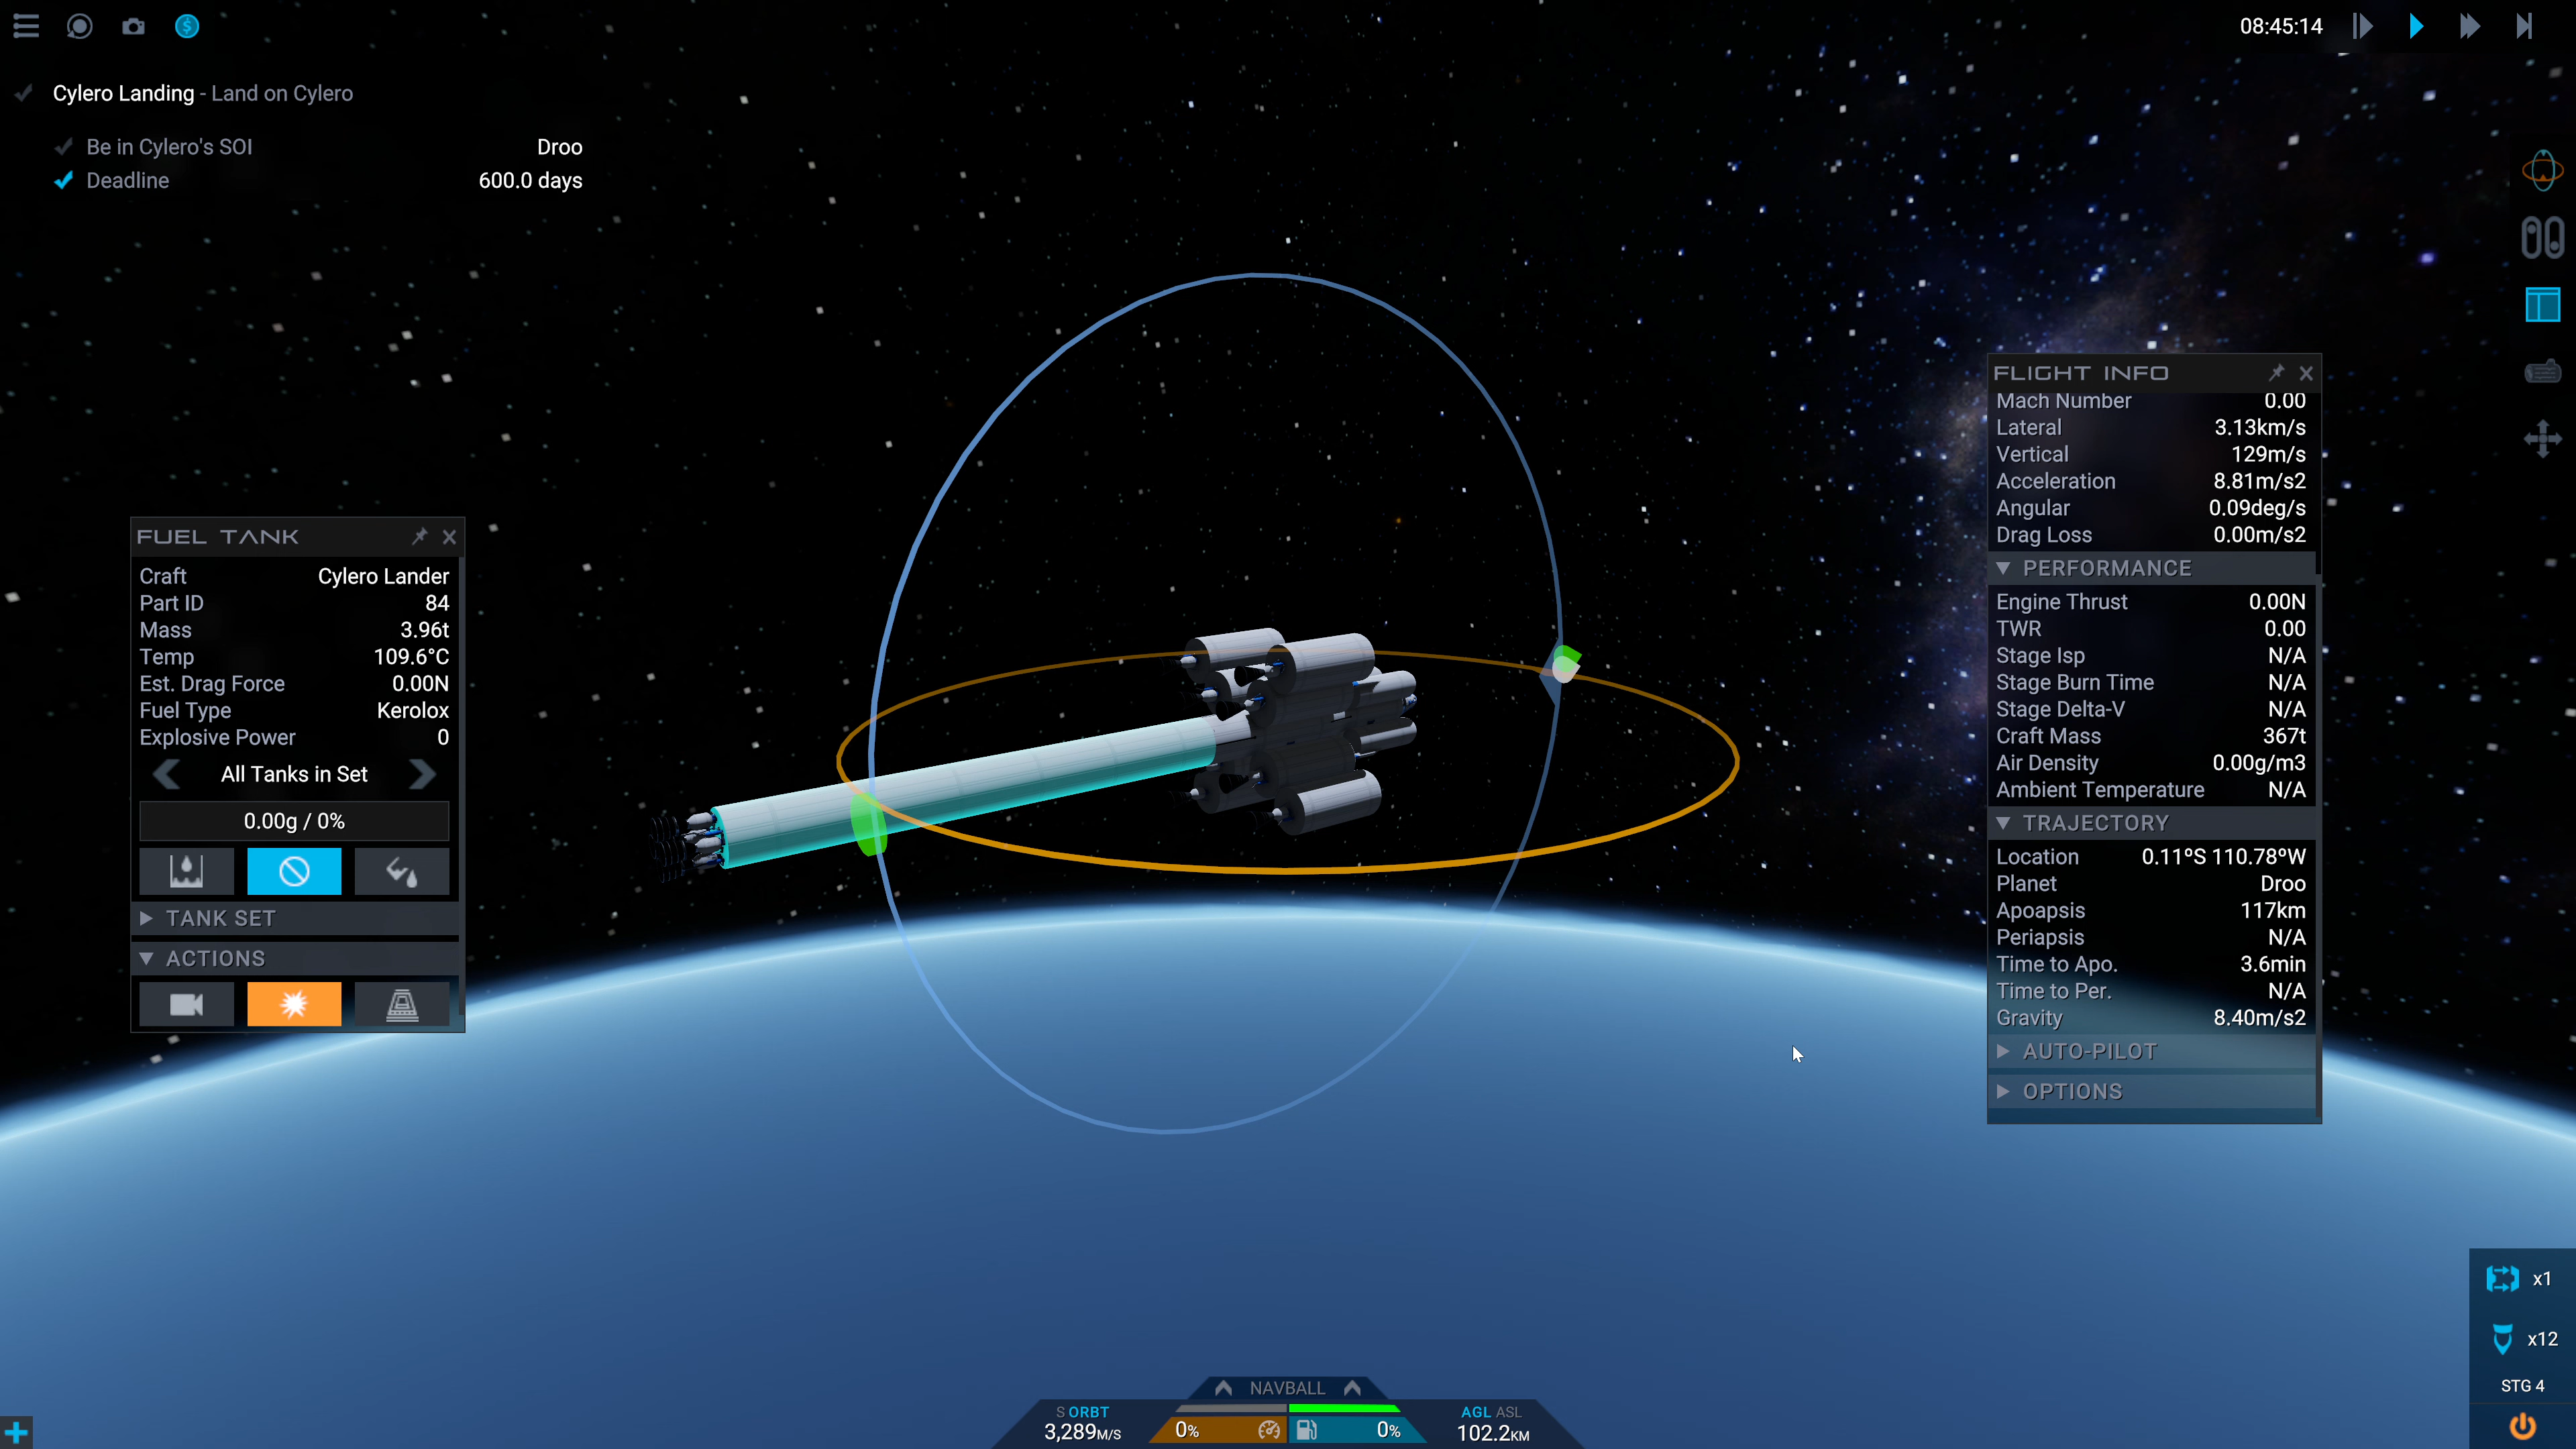 08:45:14
Cylero Landing - Land on Cylero
Be in Cylero's SOI Droo
Deadline 600.0 days
FUEL TANK
Craft Cylero Lander
Part ID 84
Mass 3.96t
Temp 109.6°C
Est. Drag Force 0.00N
Fuel Type Kerolox
Explosive Power 0
All Tanks in Set
0.00g / 0%
TANK SET
ACTIONS
FLIGHT INFO
Mach Number 0.00
Lateral 3.13km/s
Vertical 129m/s
Acceleration 8.81m/s2
Angular 0.09deg/s
Drag Loss 0.00m/s2
PERFORMANCE
Engine Thrust 0.00N
TWR 0.00
Stage Isp N/A
Stage Burn Time N/A
Stage Delta-V N/A
Craft Mass 367t
Air Density 0.00g/m3
Ambient Temperature N/A
TRAJECTORY
Location 0.11ºS 110.78ºW
Planet Droo
Apoapsis 117km
Periapsis N/A
Time to Apo. 3.6min
Time to Per. N/A
Gravity 8.40m/s2
AUTO-PILOT
OPTIONS
x1
x12
STG 4
NAVBALL
S ORBT
3,289M/S
0%
0%
AGL ASL
102.2KM